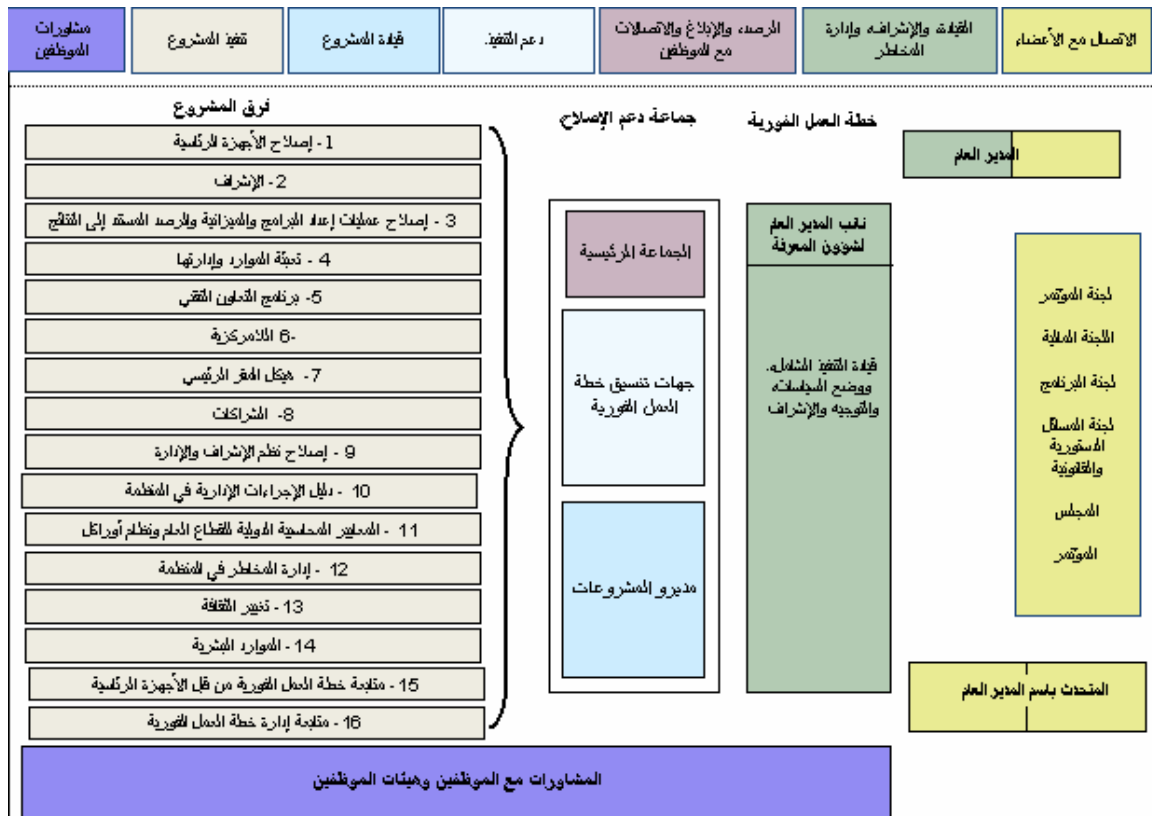 الاتصال مع الأعضاء
القيادة والإشراف وإدارة
المخاطر
الرصد والإبلاغ والاتصالات
مع الموظفين
دعم التنفيذ
قيادة المشروع
تنفيذ المشروع
مشاورات
الموظفين
المدير العام
لجنة المؤتمر
اللجنة المالية
لجنة البرنامج
لجنة المسائل
الدستورية
والقانونية
المجلس
المؤتمر
المتحدث باسم المدير العام
خطة العمل الفورية
نائب المدير العام
لشؤون المعرفة
قيادة التنفيذ الشامل،
ووضع السياسات،
والتوجيه والإشراف
جماعة دعم الإصلاح
الجماعة الرئيسية
جهات تنسيق خطة
العمل الفورية
مديرو المشروعات
فرق المشروع
1- إصلاح الأجهزة الرئاسية
2- الإشراف
3- إصلاح عمليات إعداد البرامج والميزانية والرصد المستند إلى النتائج
4- تعبئة الموارد وإدارتها
5- برنامج التعاون التقني
6- اللامركزية
7- هيكل المقر الرئيسي
8- الشراكات
9- إصلاح نظم الإشراف والإدارة
10- دليل الإجراءات الإدارية في المنظمة
11- المعايير المحاسبية الدولية للقطاع العام ونظام أوراكل
12- إدارة المخاطر في المنظمة
13- تغيير الثقافة
14- الموارد البشرية
15- متابعة خطة العمل الفورية من قبل الأجهزة الرئاسية
16- متابعة إدارة خطة العمل الفورية
المشاورات مع الموظفين وهيئات الموظفين